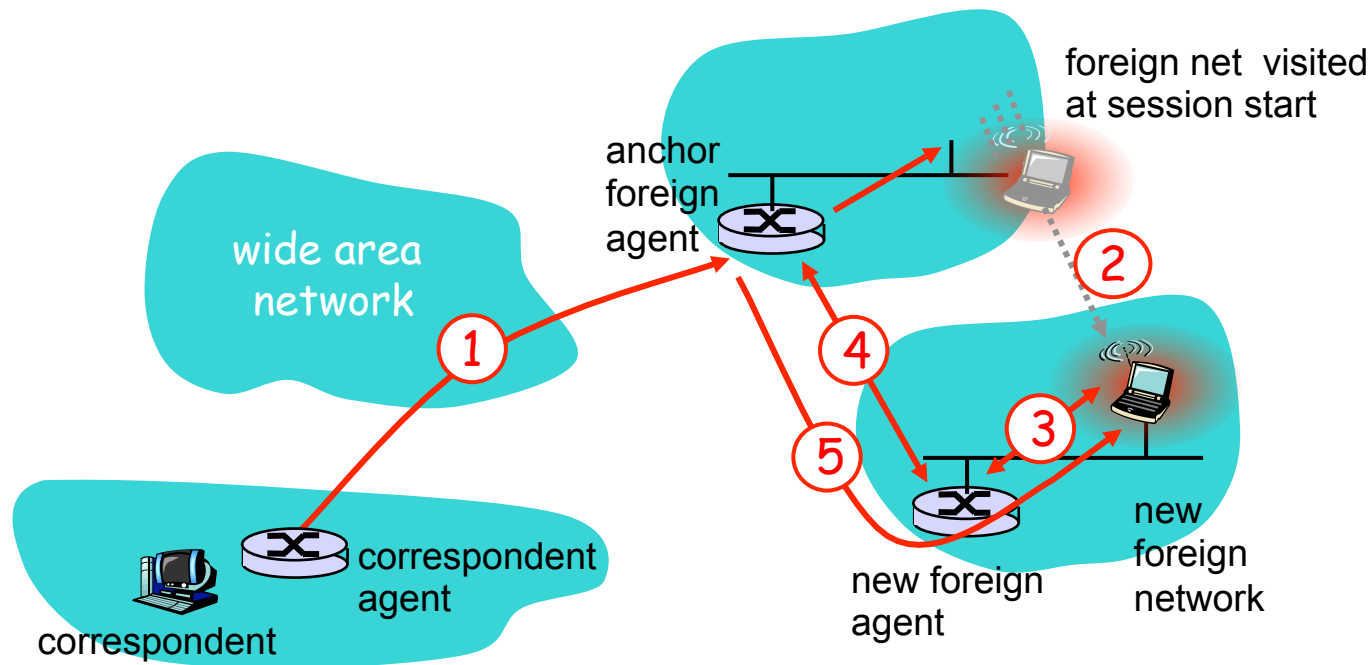 foreign net visited
at session start
anchor
foreign
agent
wide area
network
2
1
4
3
5
new
foreign
network
correspondent
agent
new foreign
agent
correspondent